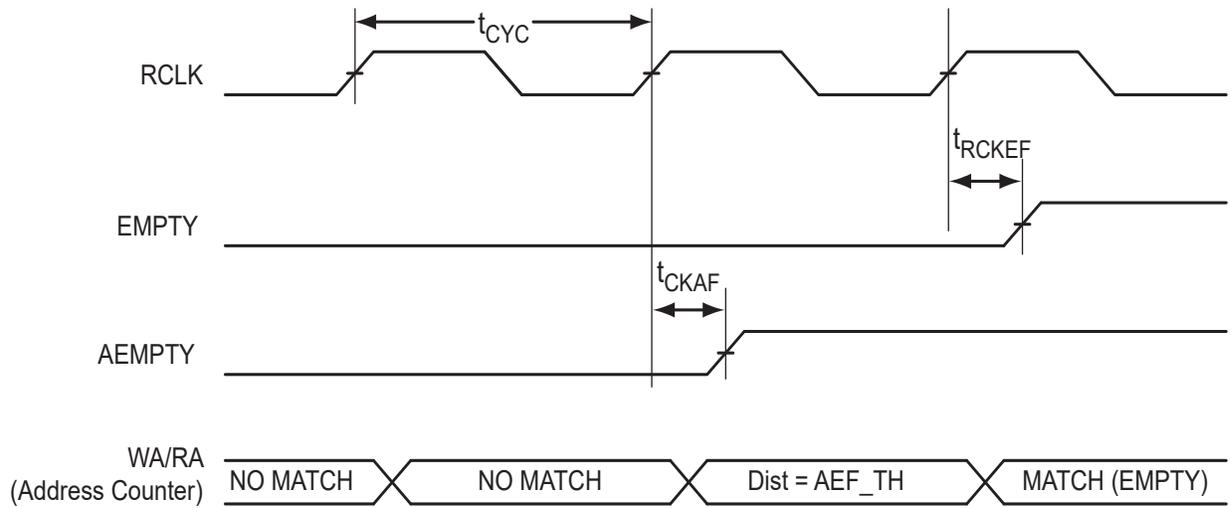 tCYC
RCLK
tRCKEF
EMPTY
tCKAF
AEMPTY
WA/RA
(Address Counter)
NO MATCH
NO MATCH
Dist = AEF_TH
MATCH (EMPTY)